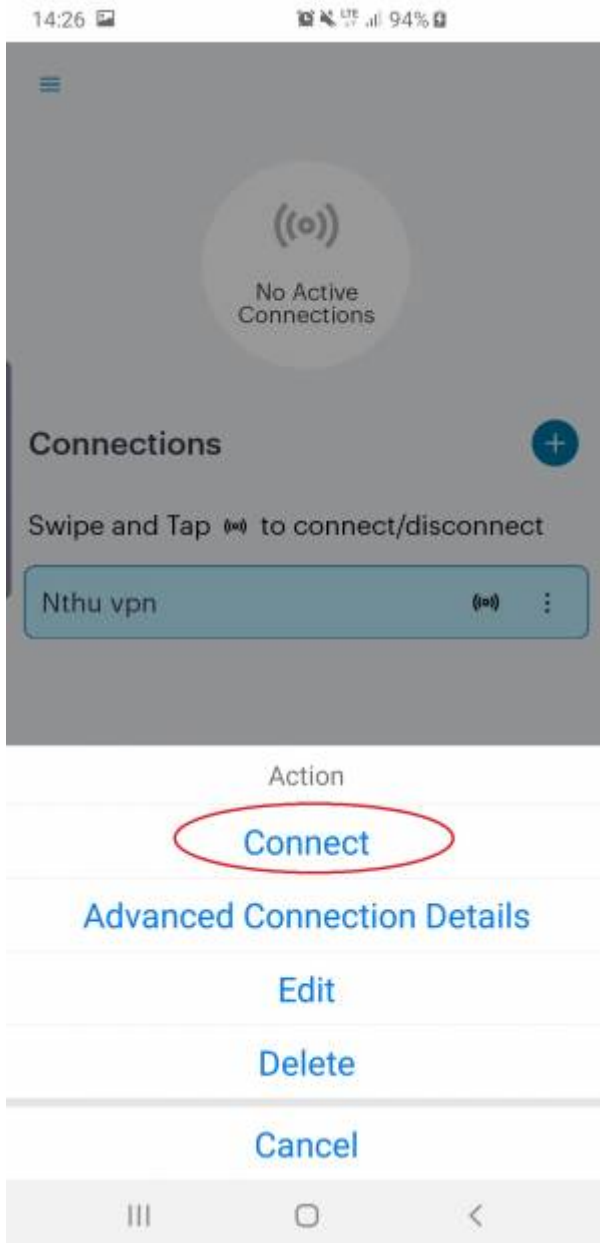 14:26 LTE 94%
No Active
Connections
Connections
Swipe and Tap to connect/disconnect
Nthu vpn
Action
Connect
Advanced Connection Details
Edit
Delete
Cancel